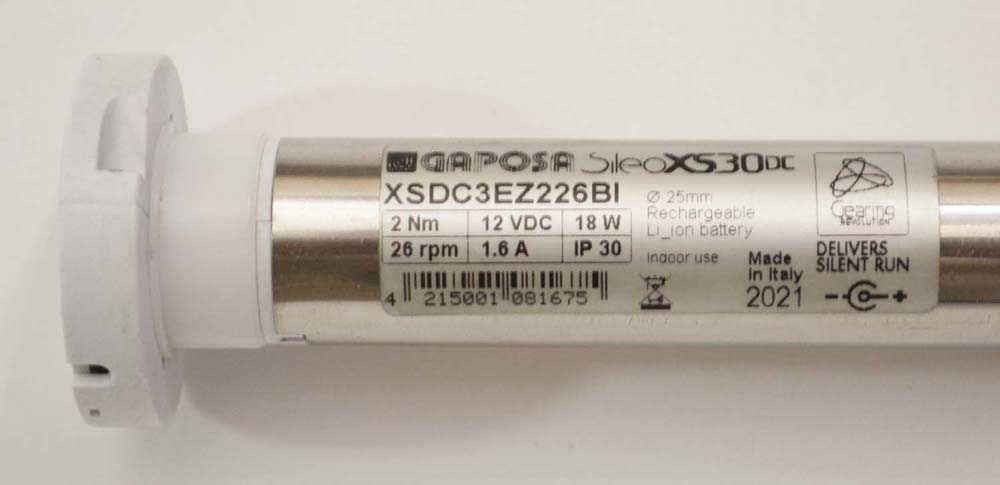 GAPOSA SileoXS30DC
XSDC3EZ226BI
2 Nm 12 VDC 18 W
26 rpm 1.6 A IP 30
4 215001 081675
Ø 25mm
Rechargeable
Li_ion battery
indoor use
Made
in Italy
2021
Gearing
REVOLUTION
DELIVERS
SILENT RUN
- +